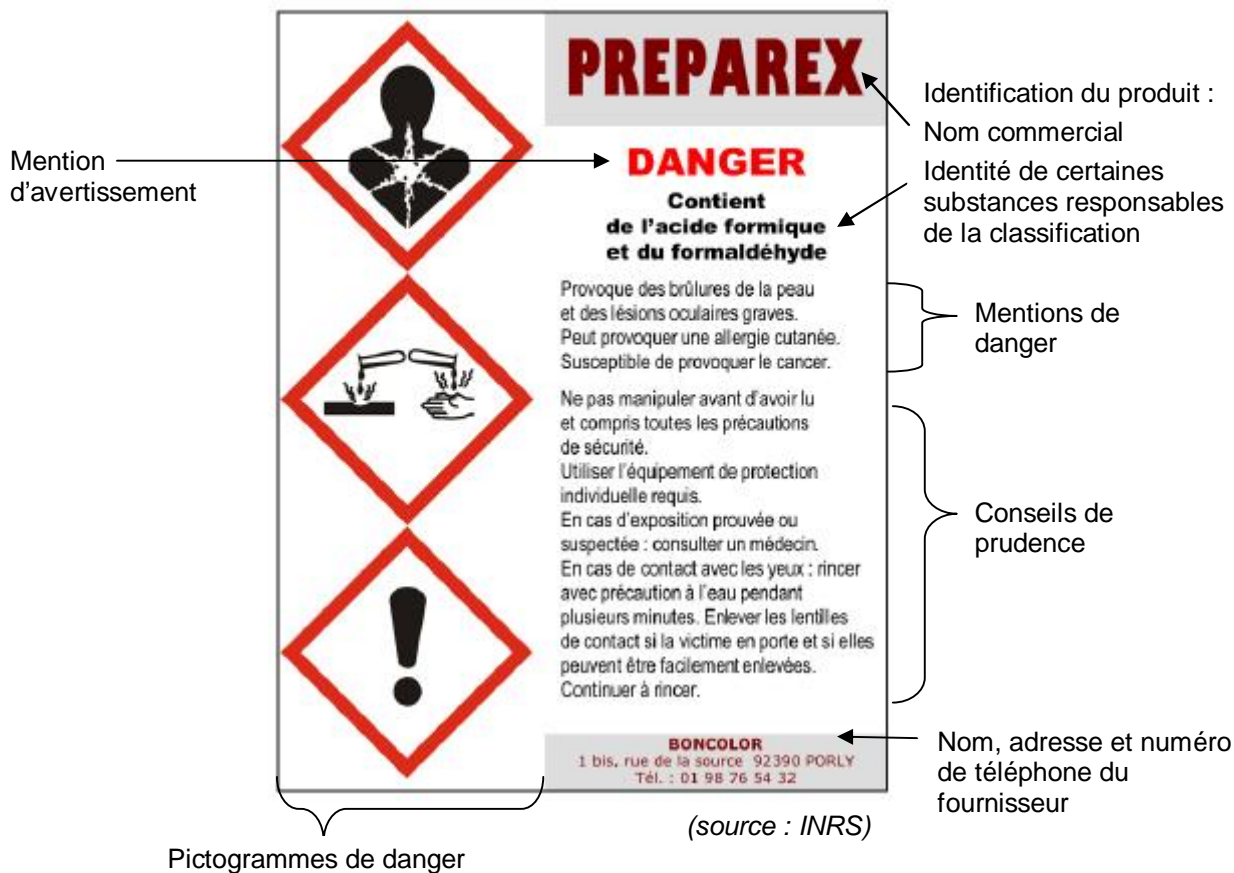 PREPAREX
DANGER
Contient
de l'acide formique
et du formaldéhyde
Provoque des brûlures de la peau
et des lésions oculaires graves.
Peut provoquer une allergie cutanée.
Susceptible de provoquer le cancer.
Ne pas manipuler avant d'avoir lu
et compris toutes les précautions
de sécurité.
Utiliser l'équipement de protection
individuelle requis.
En cas d'exposition prouvée ou
suspectée : consulter un médecin.
En cas de contact avec les yeux : rincer
avec précaution à l'eau pendant
plusieurs minutes. Enlever les lentilles
de contact si la victime en porte et si elles
peuvent être facilement enlevées.
Continuer à rincer.
BONCOLOR
1 bis, rue de la source 92390 PORLY
Tél. : 01 98 76 54 32
Mention
d'avertissement
Identification du produit :
Nom commercial
Identité de certaines
substances responsables
de la classification
Mentions de
danger
Conseils de
prudence
Nom, adresse et numéro
de téléphone du
fournisseur
(source : INRS)
Pictogrammes de danger